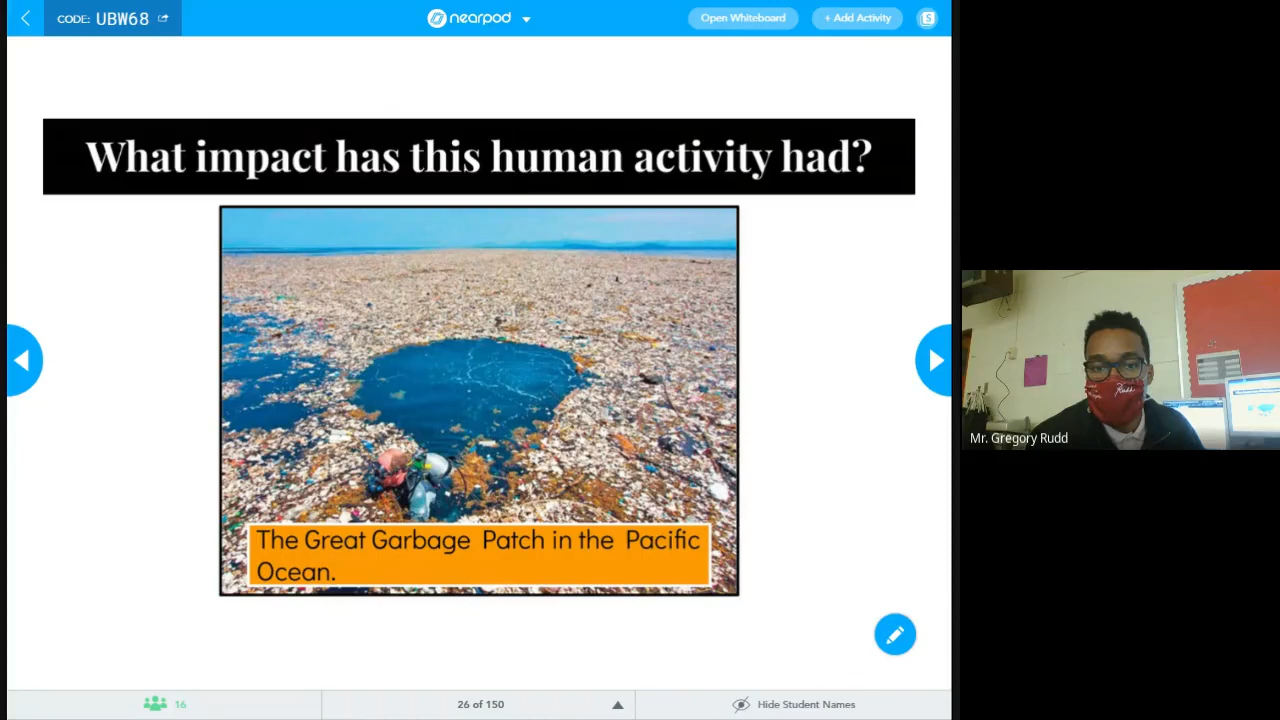 CODE: UBW68
nearpod
Open Whiteboard
+ Add Activity
S
What impact has this human activity had?
The Great Garbage Patch in the Pacific
Ocean.
Rudd
Mr. Gregory Rudd
16
26 of 150
Hide Student Names